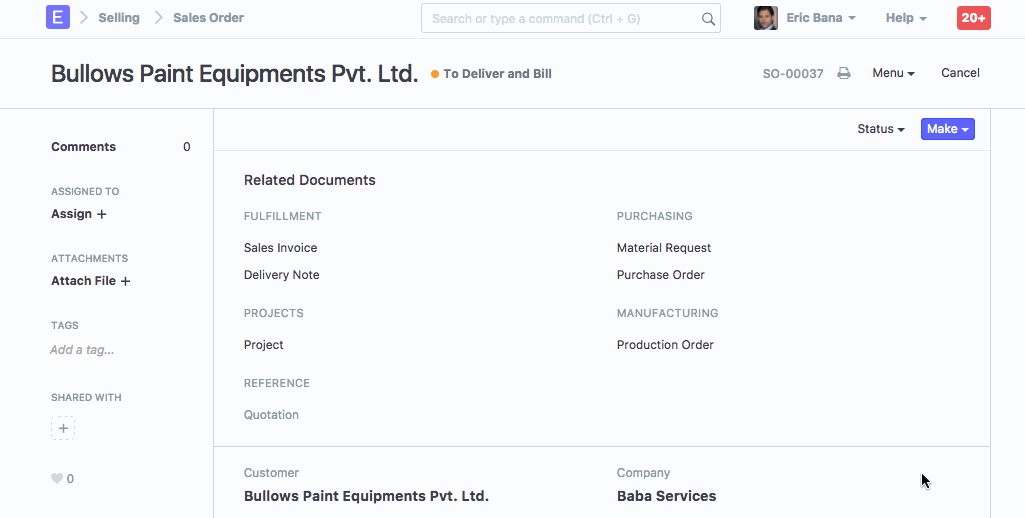 E Selling Sales Order Search or type a command (Ctrl + G) Eric Bana Help 20+
Bullows Paint Equipments Pvt. Ltd. To Deliver and Bill SO-00037 Menu Cancel
Status Make
Comments 0
ASSIGNED TO
Assign +
ATTACHMENTS
Attach File +
TAGS
Add a tag...
SHARED WITH
+
0
Related Documents
FULFILLMENT
Sales Invoice
Delivery Note
PURCHASING
Material Request
Purchase Order
PROJECTS
Project
MANUFACTURING
Production Order
REFERENCE
Quotation
Customer
Bullows Paint Equipments Pvt. Ltd.
Company
Baba Services